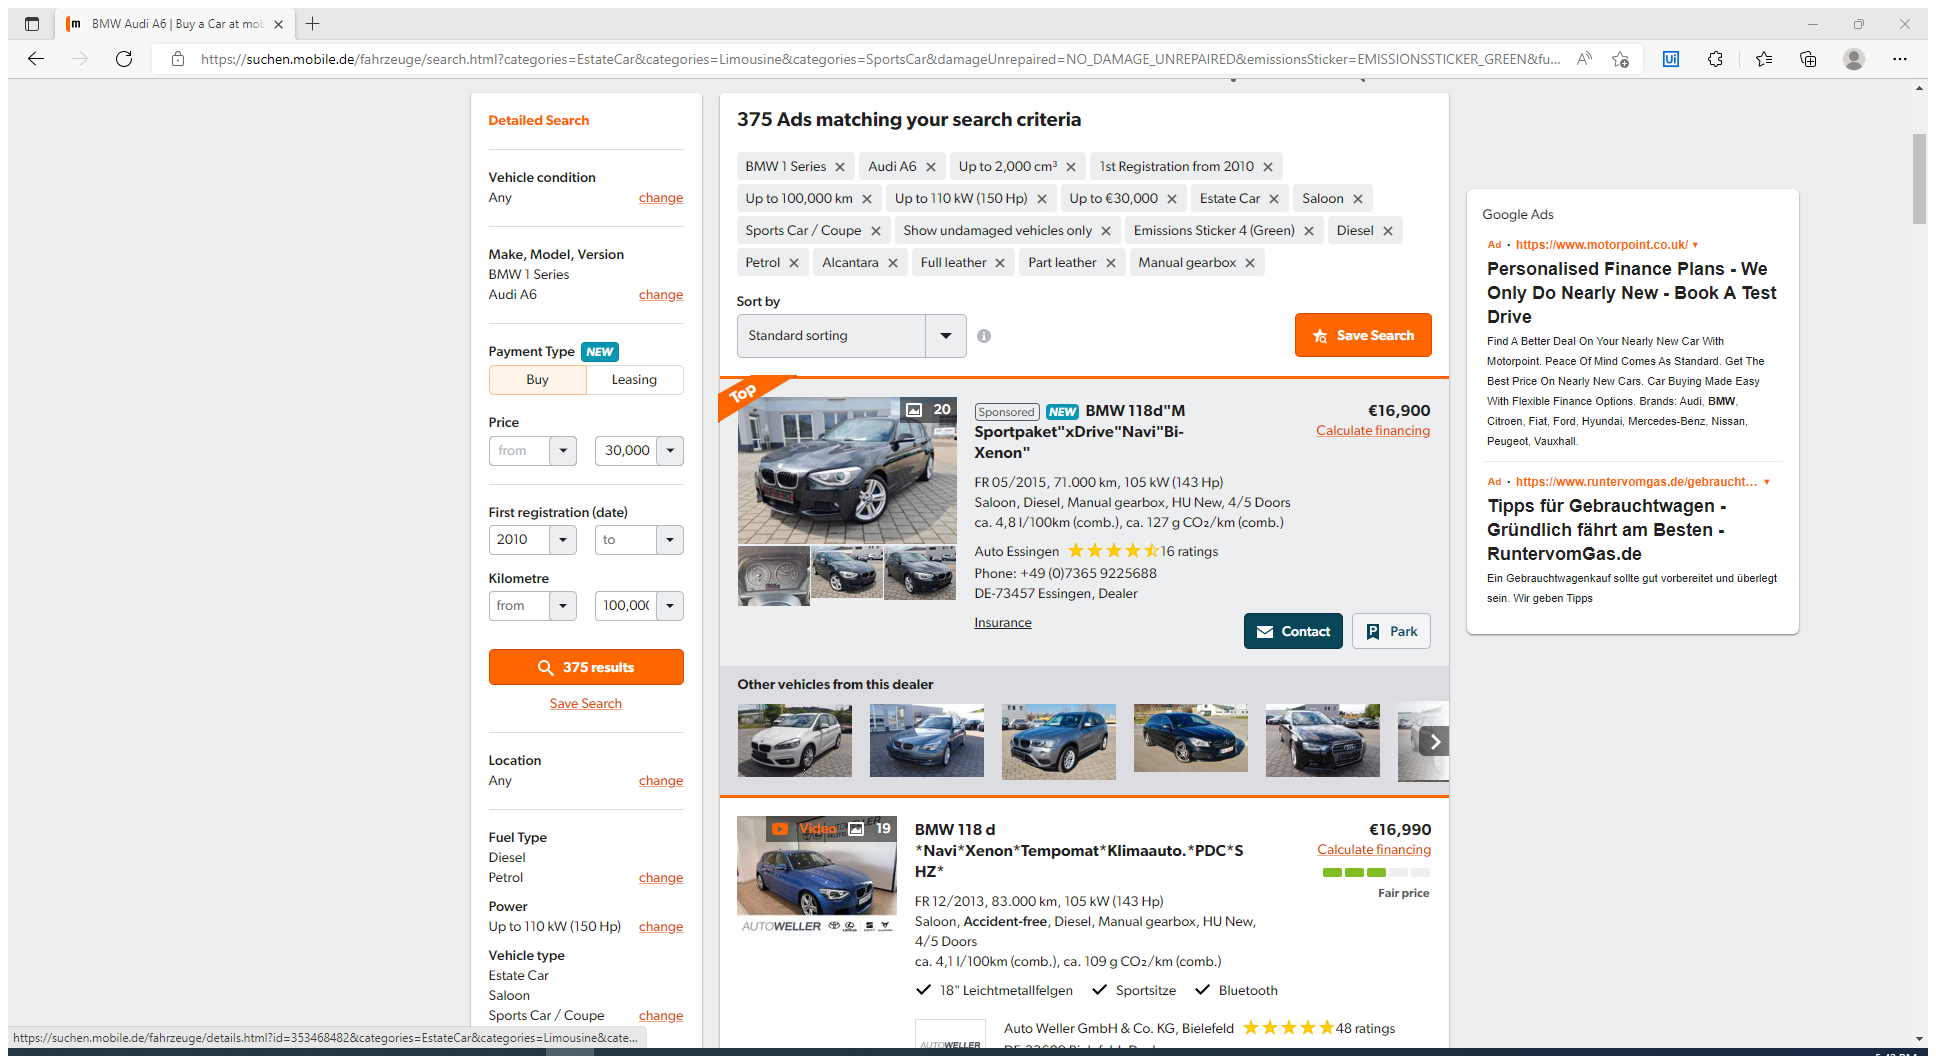 BMW Audi A6 | Buy a Car at mob
https://suchen.mobile.de/fahrzeuge/search.html?categories=EstateCar&categories=Limousine&categories=SportsCar&damageUnrepaired=NO_DAMAGE_UNREPAIRED&emissionsSticker=EMISSIONSSTICKER_GREEN&fu...
Detailed Search
Vehicle condition
Any
change
Make, Model, Version
BMW 1 Series
Audi A6
change
Payment Type NEW
Buy
Leasing
Price
from
30,000
First registration (date)
2010
to
Kilometre
from
100,000
375 results
Save Search
Location
Any
change
Fuel Type
Diesel
Petrol
change
Power
Up to 110 kW (150 Hp)
change
Vehicle type
Estate Car
Saloon
Sports Car / Coupe
change
375 Ads matching your search criteria
BMW 1 Series
Audi A6
Up to 2,000 cm³
1st Registration from 2010
Up to 100,000 km
Up to 110 kW (150 Hp)
Up to €30,000
Estate Car
Saloon
Sports Car / Coupe
Show undamaged vehicles only
Emissions Sticker 4 (Green)
Diesel
Petrol
Alcantara
Full leather
Part leather
Manual gearbox
Sort by
Standard sorting
Save Search
Top
20
Sponsored NEW BMW 118d"M
Sportpaket"xDrive"Navi"Bi-
Xenon"
€16,900
Calculate financing
FR 05/2015, 71.000 km, 105 kW (143 Hp)
Saloon, Diesel, Manual gearbox, HU New, 4/5 Doors
ca. 4,8 l/100km (comb.), ca. 127 g CO₂/km (comb.)
Auto Essingen
16 ratings
Phone: +49 (0)7365 9225688
DE-73457 Essingen, Dealer
Insurance
Contact
Park
Other vehicles from this dealer
Video
19
AUTOWELLER
BMW 118 d
*Navi*Xenon*Tempomat*Klimaauto.*PDC*S
HZ*
€16,990
Calculate financing
Fair price
FR 12/2013, 83.000 km, 105 kW (143 Hp)
Saloon, Accident-free, Diesel, Manual gearbox, HU New,
4/5 Doors
ca. 4,1 l/100km (comb.), ca. 109 g CO₂/km (comb.)
18" Leichtmetallfelgen
Sportsitze
Bluetooth
Auto Weller GmbH & Co. KG, Bielefeld
48 ratings
AUTOWELLER
Google Ads
Ad · https://www.motorpoint.co.uk/
Personalised Finance Plans - We
Only Do Nearly New - Book A Test
Drive
Find A Better Deal On Your Nearly New Car With
Motorpoint. Peace Of Mind Comes As Standard. Get The
Best Price On Nearly New Cars. Car Buying Made Easy
With Flexible Finance Options. Brands: Audi, BMW,
Citroen, Fiat, Ford, Hyundai, Mercedes-Benz, Nissan,
Peugeot, Vauxhall.
Ad · https://www.runtervomgas.de/gebraucht...
Tipps für Gebrauchtwagen -
Gründlich fährt am Besten -
RuntervomGas.de
Ein Gebrauchtwagenkauf sollte gut vorbereitet und überlegt
sein. Wir geben Tipps
https://suchen.mobile.de/fahrzeuge/details.html?id=353468482&categories=EstateCar&categories=Limousine&cate...